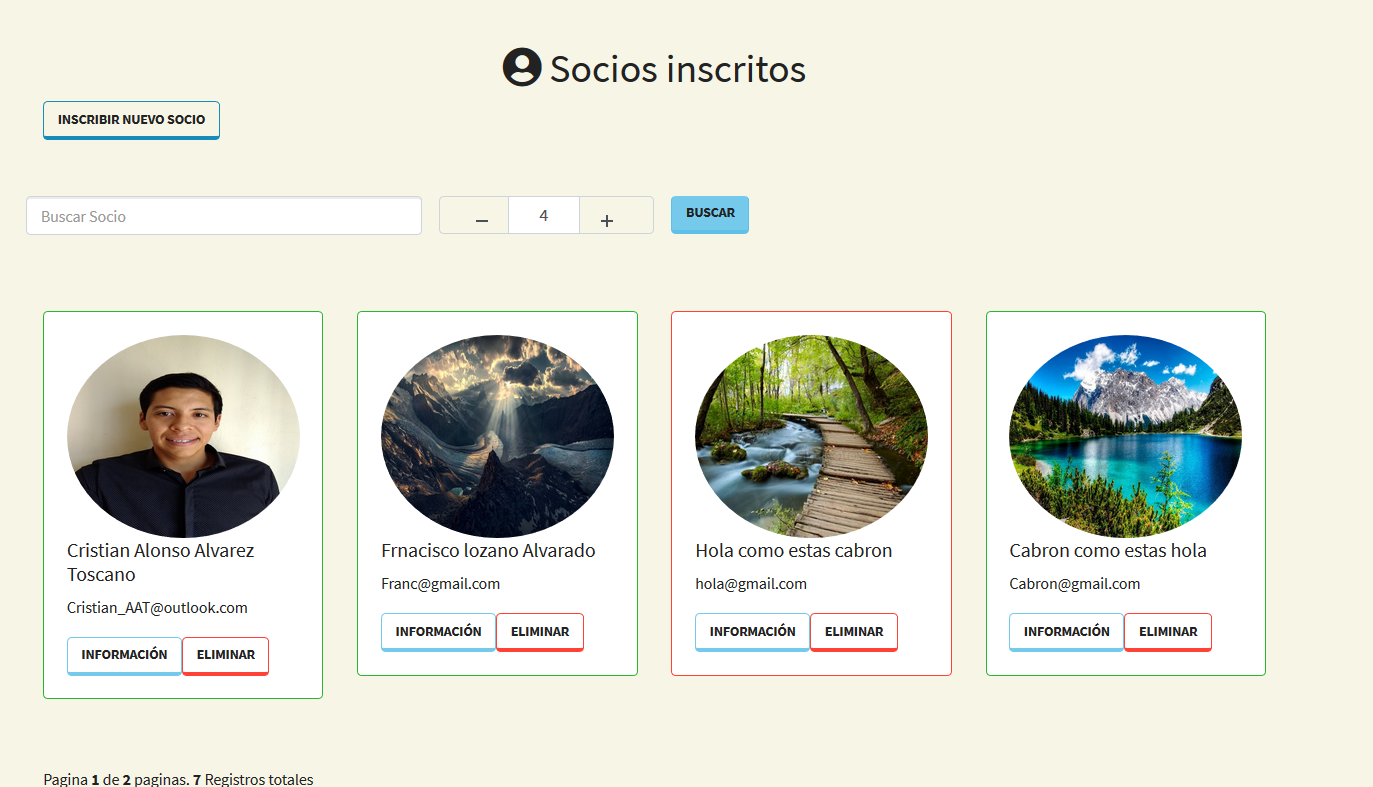 Socios inscritos
INSCRIBIR NUEVO SOCIO
Buscar Socio
− 4 +
BUSCAR
Cristian Alonso Alvarez
Toscano
Cristian_AAT@outlook.com
INFORMACIÓN ELIMINAR
Frnacisco lozano Alvarado
Franc@gmail.com
INFORMACIÓN ELIMINAR
Hola como estas cabron
hola@gmail.com
INFORMACIÓN ELIMINAR
Cabron como estas hola
Cabron@gmail.com
INFORMACIÓN ELIMINAR
Pagina 1 de 2 paginas. 7 Registros totales